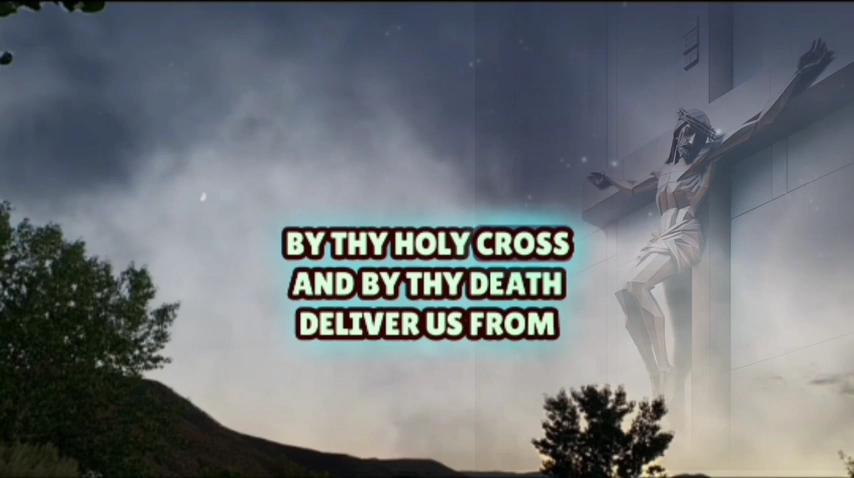 BY THY HOLY CROSS
AND BY THY DEATH
DELIVER US FROM